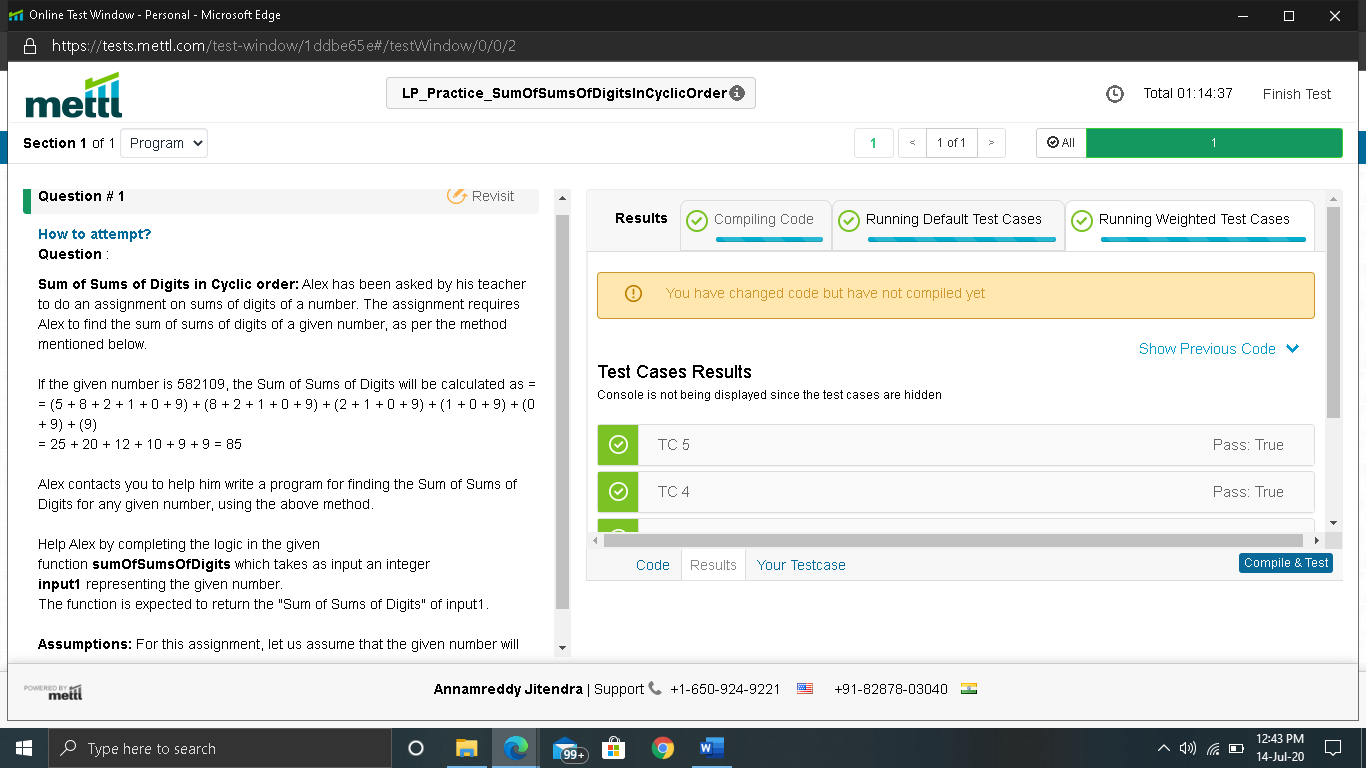 Online Test Window - Personal - Microsoft Edge
https://tests.mettl.com/test-window/1ddbe65e#/testWindow/0/0/2
mettl
LP_Practice_SumOfSumsOfDigitsInCyclicOrder
Total 01:14:37
Finish Test
Section 1 of 1 Program
1 < 1 of 1 > All 1
Question # 1
Revisit
How to attempt?
Question :
Sum of Sums of Digits in Cyclic order: Alex has been asked by his teacher
to do an assignment on sums of digits of a number. The assignment requires
Alex to find the sum of sums of digits of a given number, as per the method
mentioned below.
If the given number is 582109, the Sum of Sums of Digits will be calculated as =
= (5 + 8 + 2 + 1 + 0 + 9) + (8 + 2 + 1 + 0 + 9) + (2 + 1 + 0 + 9) + (1 + 0 + 9) + (0
+ 9) + (9)
= 25 + 20 + 12 + 10 + 9 + 9 = 85
Alex contacts you to help him write a program for finding the Sum of Sums of
Digits for any given number, using the above method.
Help Alex by completing the logic in the given
function sumOfSumsOfDigits which takes as input an integer
input1 representing the given number.
The function is expected to return the "Sum of Sums of Digits" of input1.
Assumptions: For this assignment, let us assume that the given number will
Results
Compiling Code
Running Default Test Cases
Running Weighted Test Cases
You have changed code but have not compiled yet
Show Previous Code
Test Cases Results
Console is not being displayed since the test cases are hidden
TC 5 Pass: True
TC 4 Pass: True
Code Results Your Testcase
Compile & Test
POWERED BY
mettl
Annamreddy Jitendra | Support +1-650-924-9221 +91-82878-03040
Type here to search
99+
12:43 PM
14-Jul-20